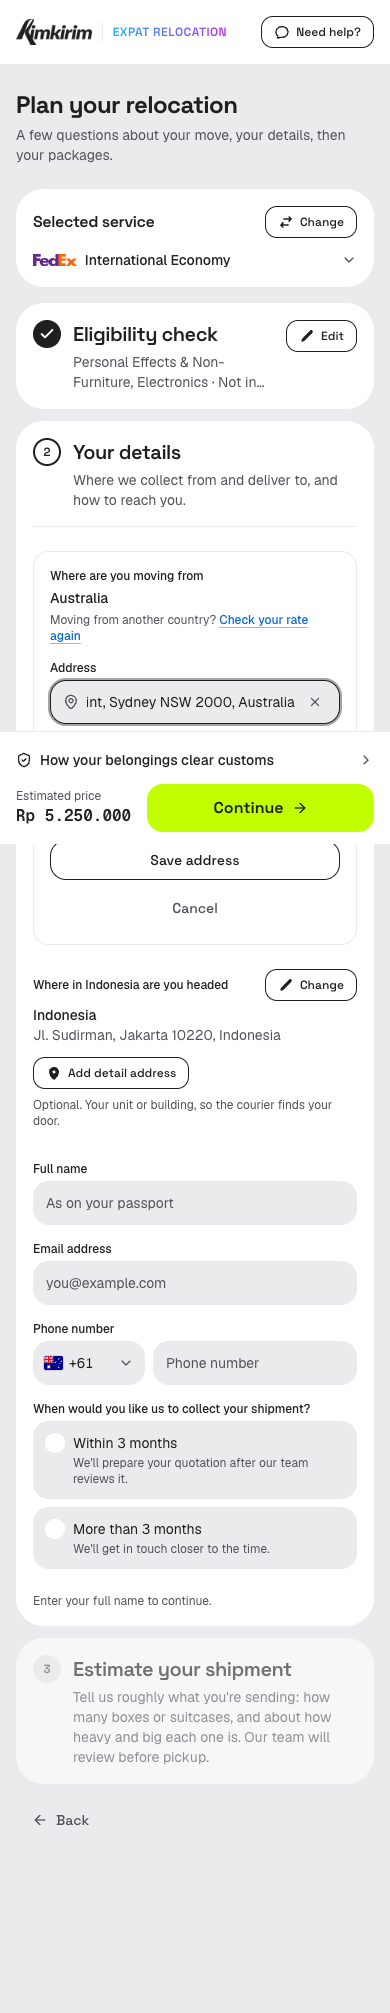 Kimkirim
EXPAT RELOCATION
Need help?
Plan your relocation
A few questions about your move, your details, then
your packages.
Selected service
Change
FedEx
International Economy
Eligibility check
Edit
Personal Effects & Non-
Furniture, Electronics · Not in...
2
Your details
Where we collect from and deliver to, and
how to reach you.
Where are you moving from
Australia
Moving from another country? Check your rate
again
Address
int, Sydney NSW 2000, Australia
How your belongings clear customs
Estimated price
Rp 5.250.000
Continue
Save address
Cancel
Where in Indonesia are you headed
Change
Indonesia
Jl. Sudirman, Jakarta 10220, Indonesia
Add detail address
Optional. Your unit or building, so the courier finds your
door.
Full name
As on your passport
Email address
you@example.com
Phone number
+61
Phone number
When would you like us to collect your shipment?
Within 3 months
We'll prepare your quotation after our team
reviews it.
More than 3 months
We'll get in touch closer to the time.
Enter your full name to continue.
3
Estimate your shipment
Tell us roughly what you're sending: how
many boxes or suitcases, and about how
heavy and big each one is. Our team will
review before pickup.
Back